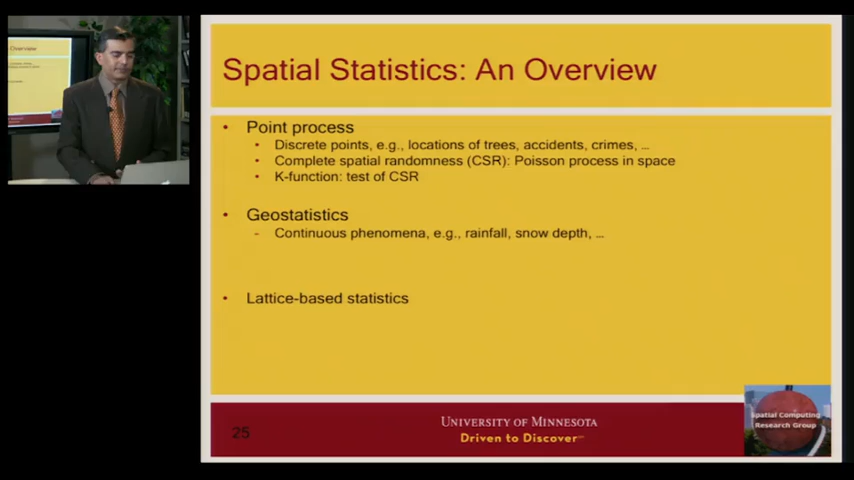 Spatial Statistics: An Overview
• Point process
• Discrete points, e.g., locations of trees, accidents, crimes, ...
• Complete spatial randomness (CSR): Poisson process in space
• K-function: test of CSR
• Geostatistics
- Continuous phenomena, e.g., rainfall, snow depth, ...
• Lattice-based statistics
25
UNIVERSITY OF MINNESOTA
Driven to Discover
Spatial Computing
Research Group
Overview